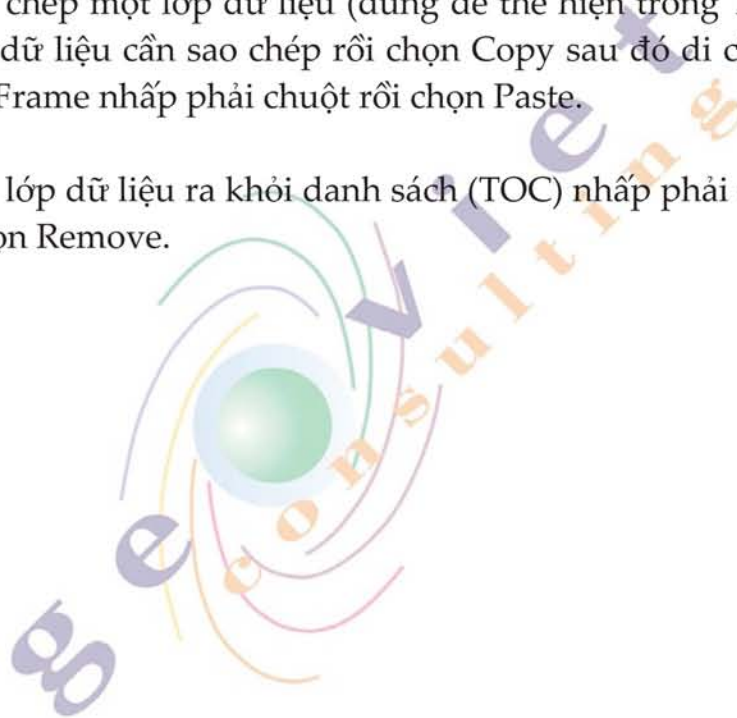 chép một lớp dữ liệu (dùng để thể hiện trong
dữ liệu cần sao chép rồi chọn Copy sau đó di c
Frame nhấp phải chuột rồi chọn Paste.
lớp dữ liệu ra khỏi danh sách (TOC) nhấp phải
ọn Remove.
geviet
consulting